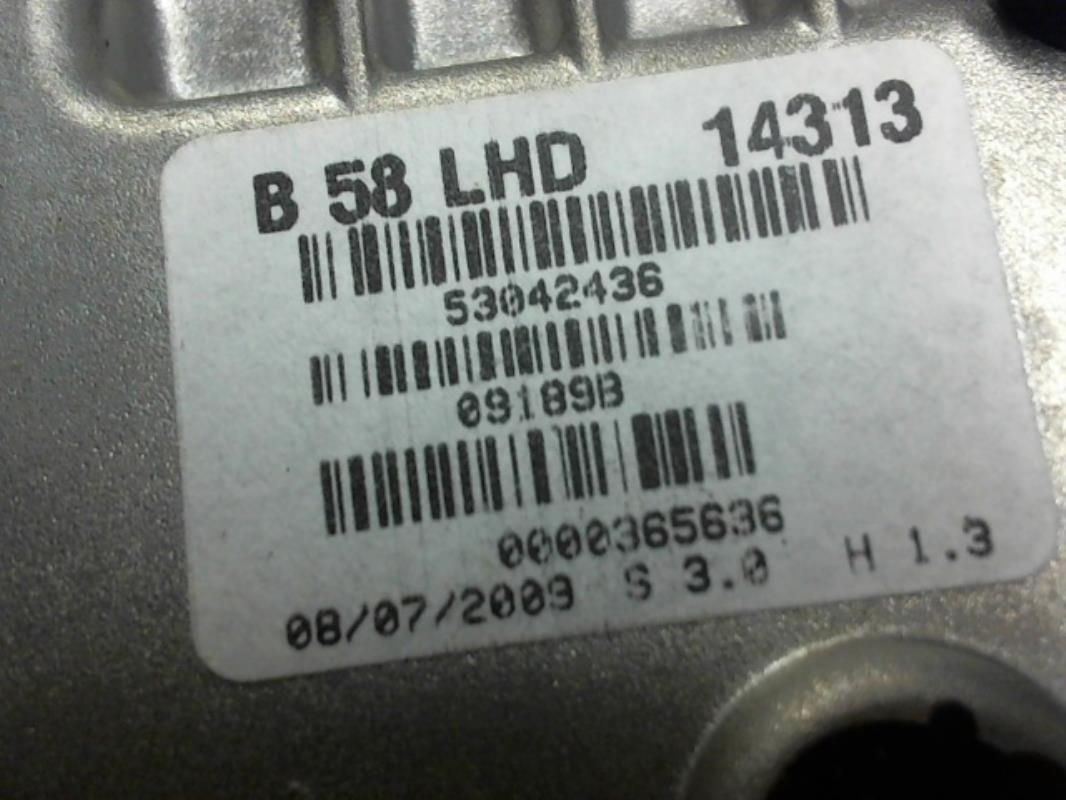 B 58 LHD 14313
53042436
09189B
0000365636
08/07/2009 S 3.0 H 1.3